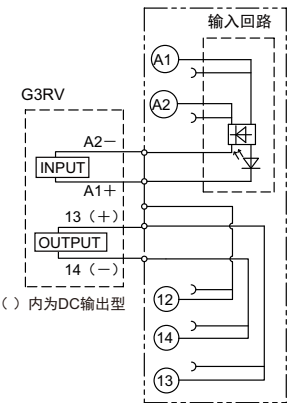 输入回路
A1
A2
G3RV
A2－
INPUT
A1＋
13（＋）
OUTPUT
14（－）
（ ）内为DC输出型
12
14
13